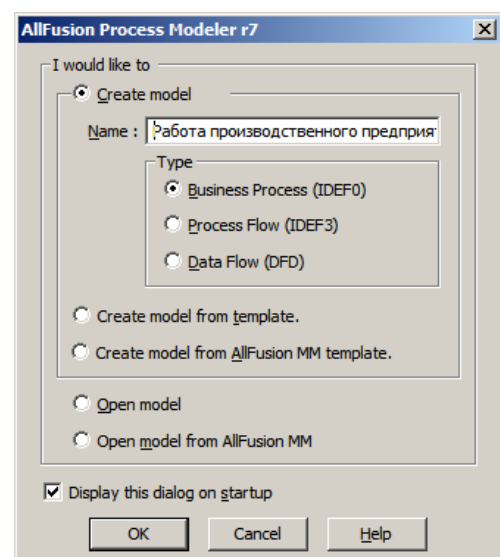 AllFusion Process Modeler r7
I would like to
Create model
Name : Работа производственного предприят
Type
Business Process (IDEF0)
Process Flow (IDEF3)
Data Flow (DFD)
Create model from template.
Create model from AllFusion MM template.
Open model
Open model from AllFusion MM
Display this dialog on startup
OK Cancel Help